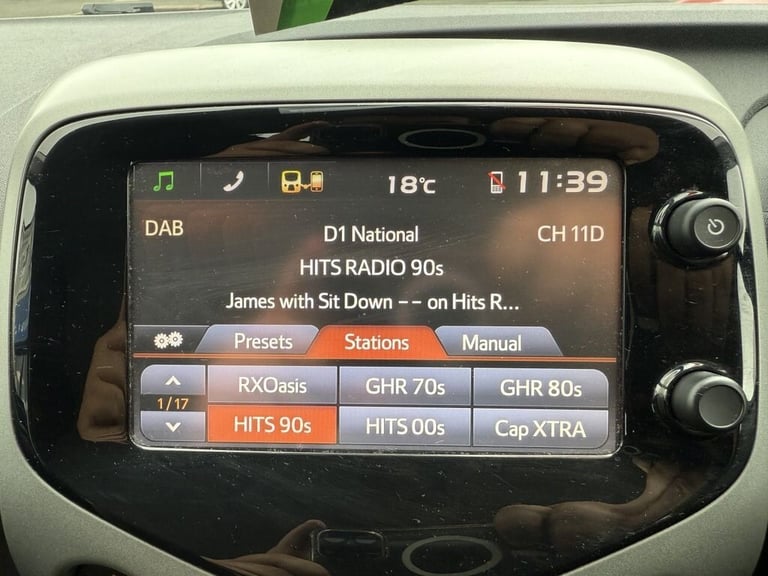 18°C 11:39
DAB D1 National CH 11D
HITS RADIO 90s
James with Sit Down -- on Hits R...
Presets Stations Manual
RXOasis GHR 70s GHR 80s
1/17
HITS 90s HITS 00s Cap XTRA